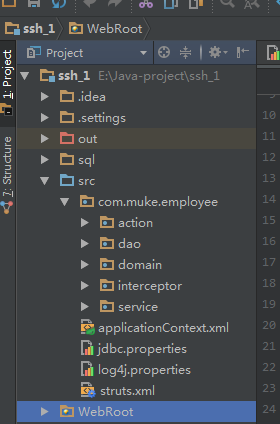 ssh_1 WebRoot
1: Project
7: Structure
Project
ssh_1 E:\Java-project\ssh_1
.idea
.settings
out
sql
src
com.muke.employee
action
dao
domain
interceptor
service
applicationContext.xml
jdbc.properties
log4j.properties
struts.xml
WebRoot
10
11
12
13
14
15
16
17
18
19
20
21
22
23
24